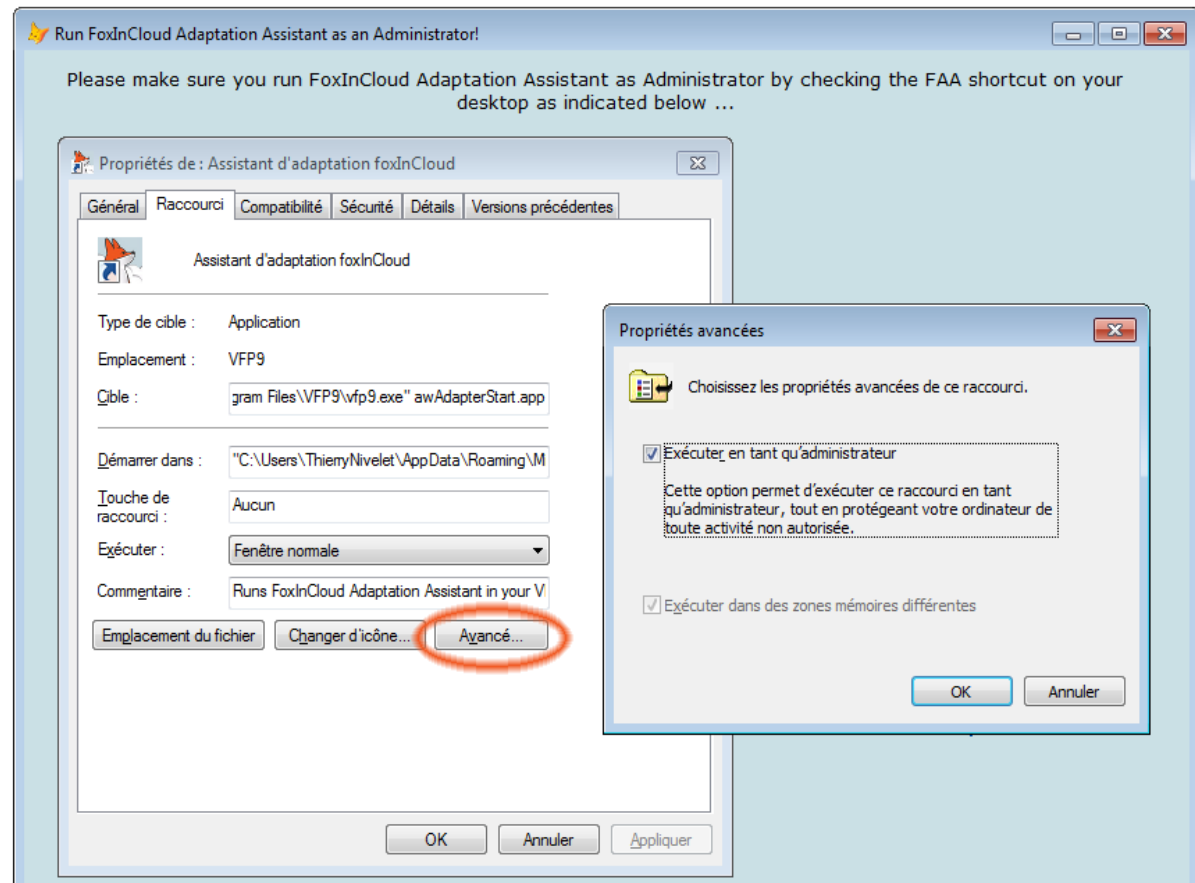 Run FoxInCloud Adaptation Assistant as an Administrator!
Please make sure you run FoxInCloud Adaptation Assistant as Administrator by checking the FAA shortcut on your
desktop as indicated below ...
Propriétés de : Assistant d'adaptation foxInCloud
Général Raccourci Compatibilité Sécurité Détails Versions précédentes
Assistant d'adaptation foxInCloud
Type de cible : Application
Emplacement : VFP9
Cible : gram Files\VFP9\vfp9.exe" awAdapterStart.app
Démarrer dans : "C:\Users\ThierryNivelet\AppData\Roaming\M
Touche de
raccourci : Aucun
Exécuter : Fenêtre normale
Commentaire : Runs FoxInCloud Adaptation Assistant in your V
Emplacement du fichier Changer d'icône... Avancé...
OK Annuler Appliquer
Propriétés avancées
Choisissez les propriétés avancées de ce raccourci.
Exécuter en tant qu'administrateur
Cette option permet d'exécuter ce raccourci en tant
qu'administrateur, tout en protégeant votre ordinateur de
toute activité non autorisée.
Exécuter dans des zones mémoires différentes
OK Annuler